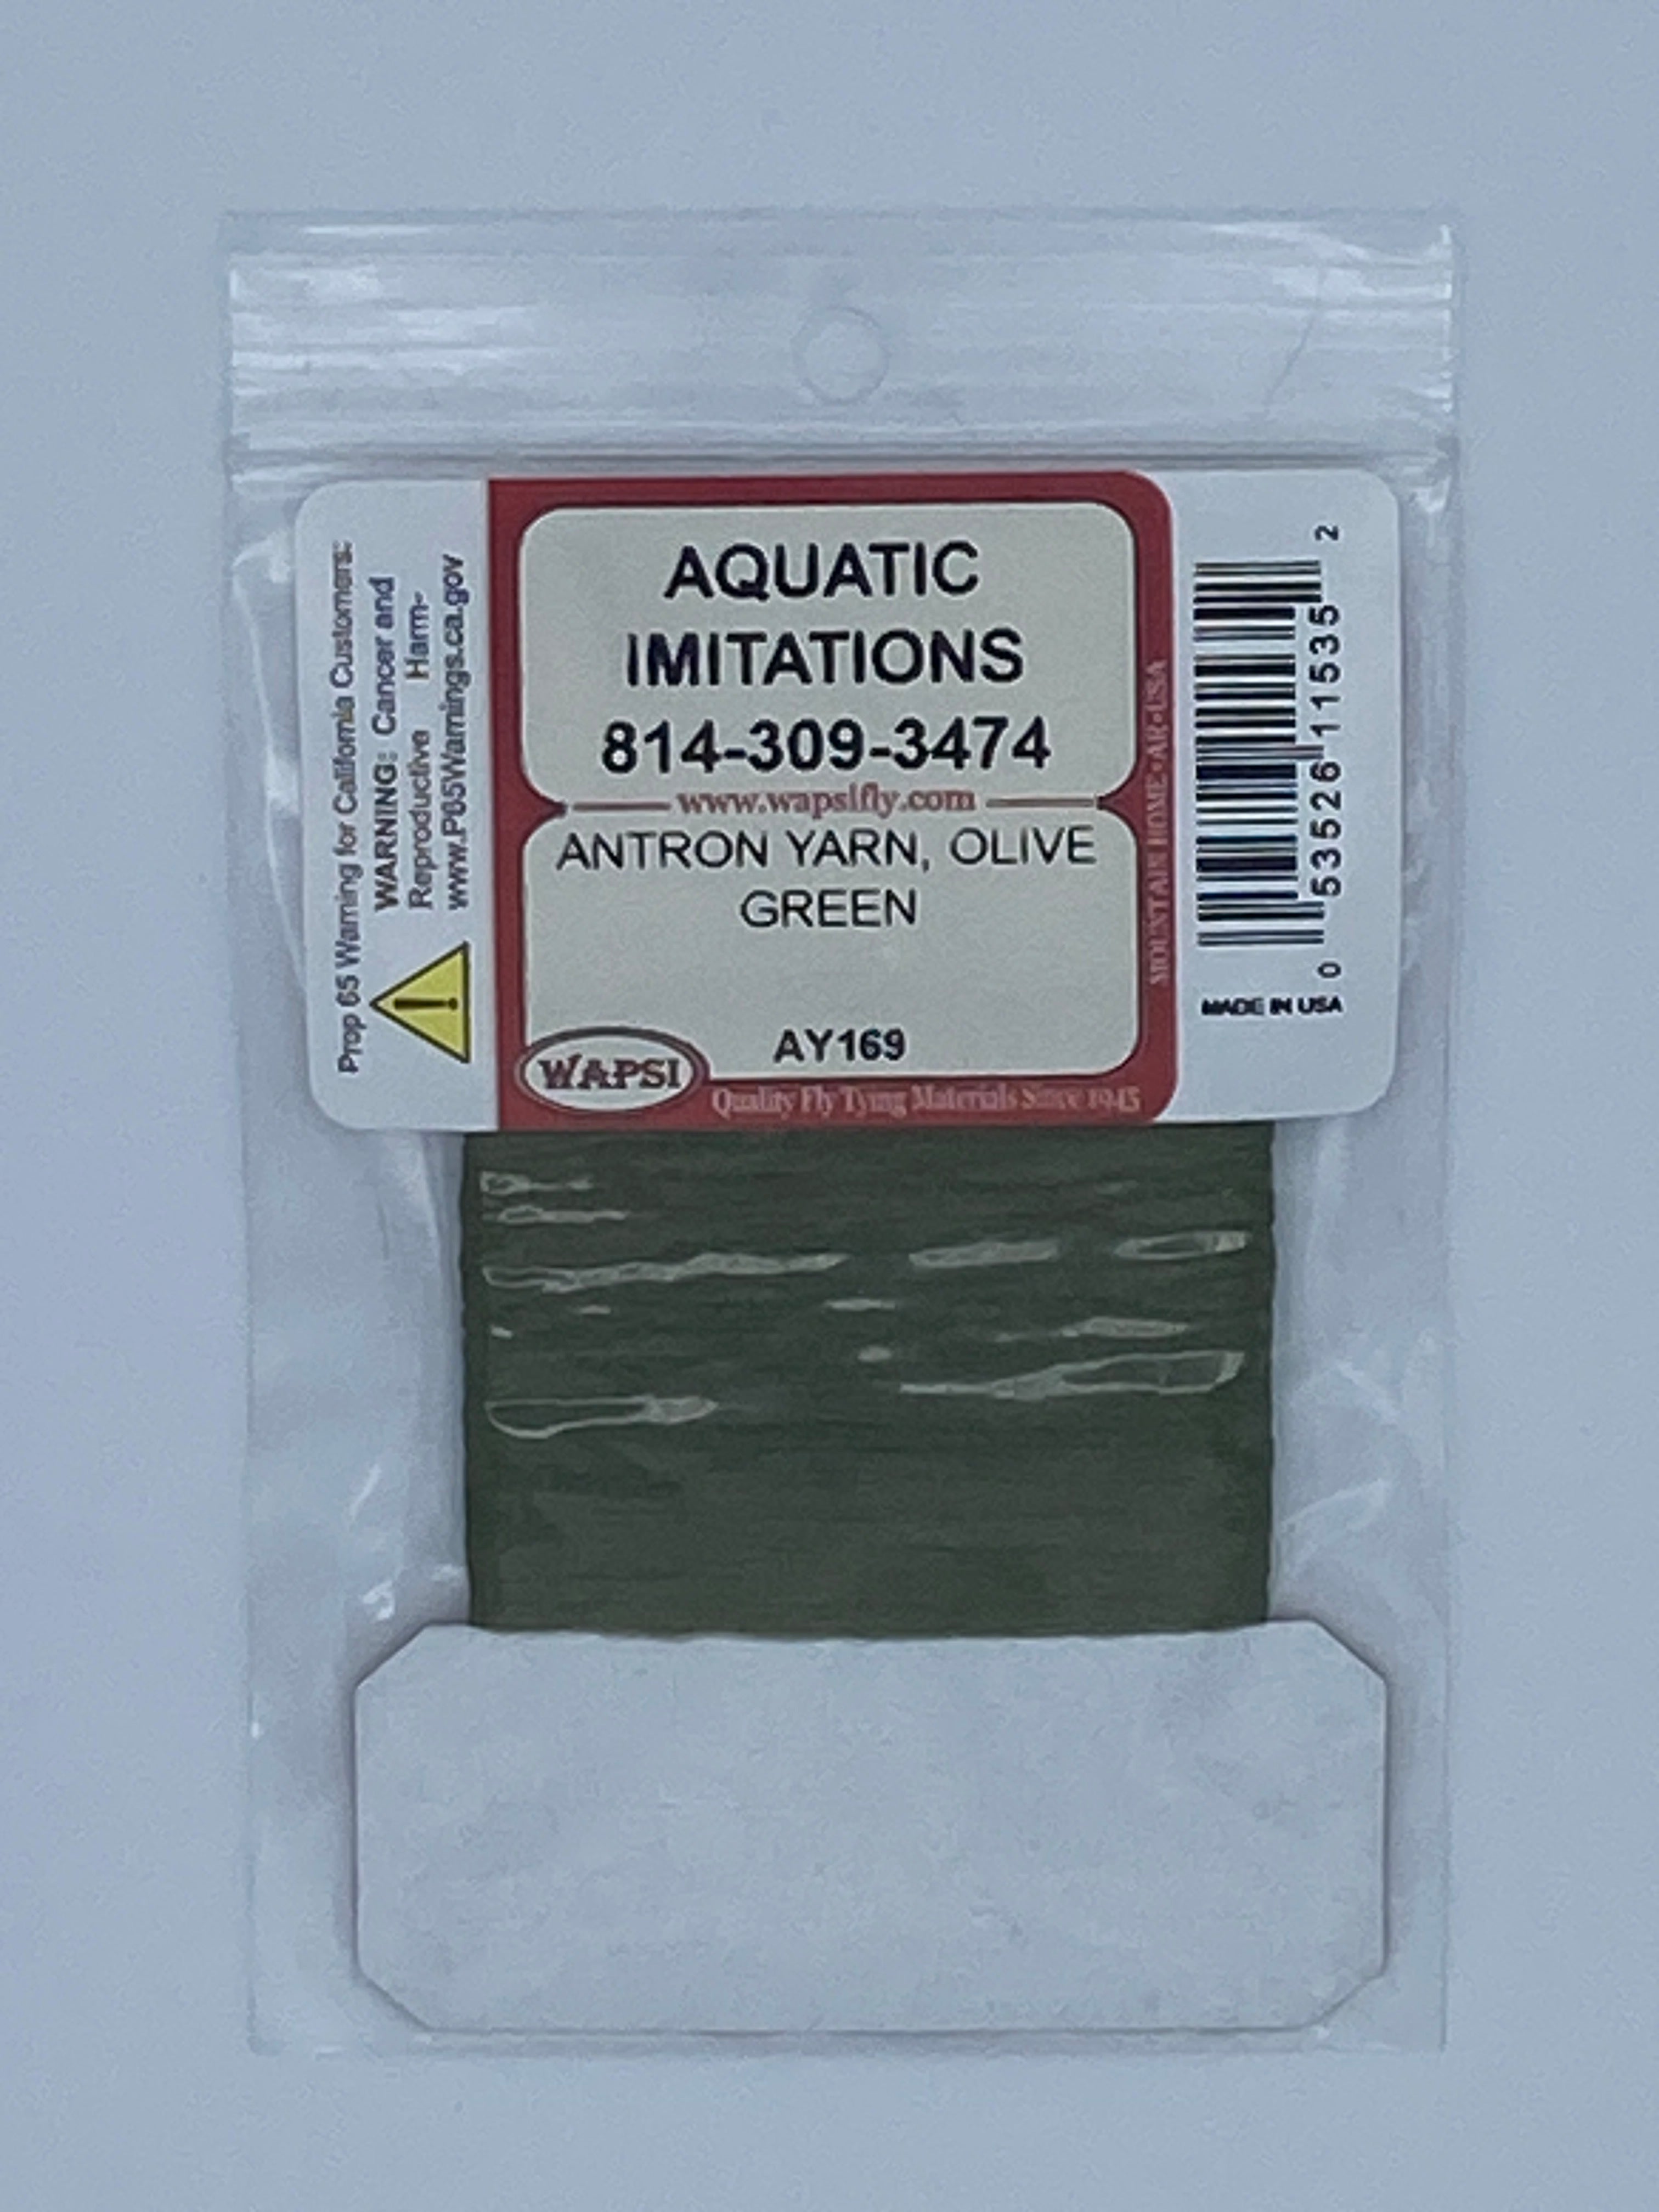 Prop 65 Warning for California Customers:
WARNING: Cancer and
Reproductive Harm-
www.P65Warnings.ca.gov
AQUATIC
IMITATIONS
814-309-3474
www.wapsifly.com
ANTRON YARN, OLIVE
GREEN
AY169
WAPSI
Quality Fly Tying Materials Since 1945
MOUNTAIN HOME•AR•USA
0 53526 11535 2
MADE IN USA